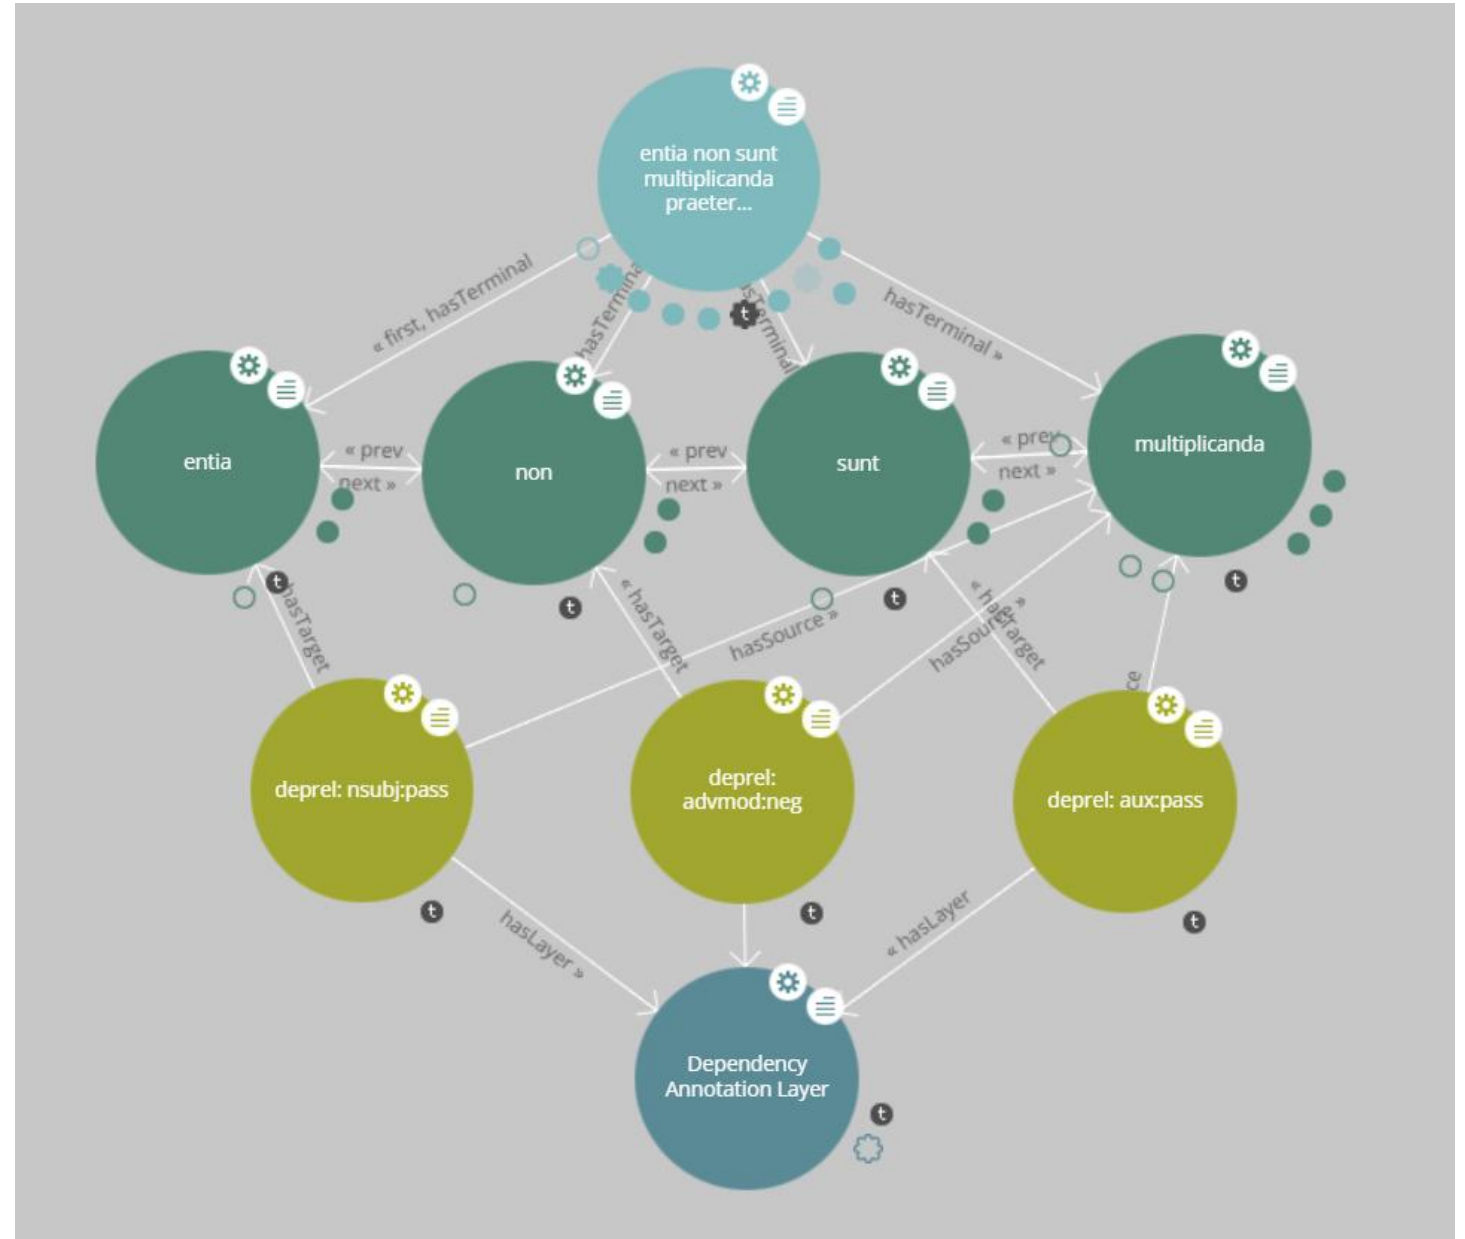 entia non sunt
multiplicanda
praeter...
« first, hasTerminal
hasTerminal
hasTerminal »
entia
« prev
next »
non
« prev
next »
sunt
« prev
next »
multiplicanda
t
t
t
t
t
hasTarget
« hasTarget
hasSource »
hasSource »
« hasTarget
deprel: nsubj:pass
deprel:
advmod:neg
deprel: aux:pass
t
t
t
hasLayer »
« hasLayer
Dependency
Annotation Layer
t